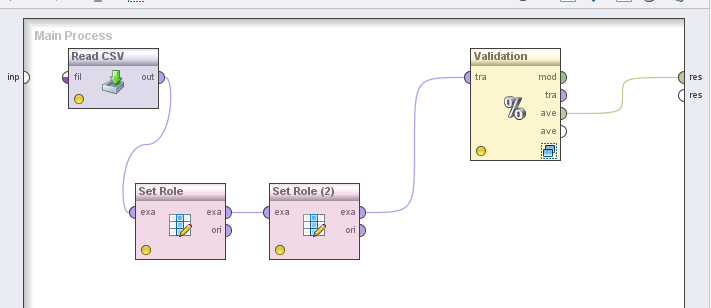 Main Process
Read CSV
Validation
inp
fil
out
tra
mod
res
tra
res
ave
ave
Set Role
Set Role (2)
exa
exa
exa
exa
ori
ori